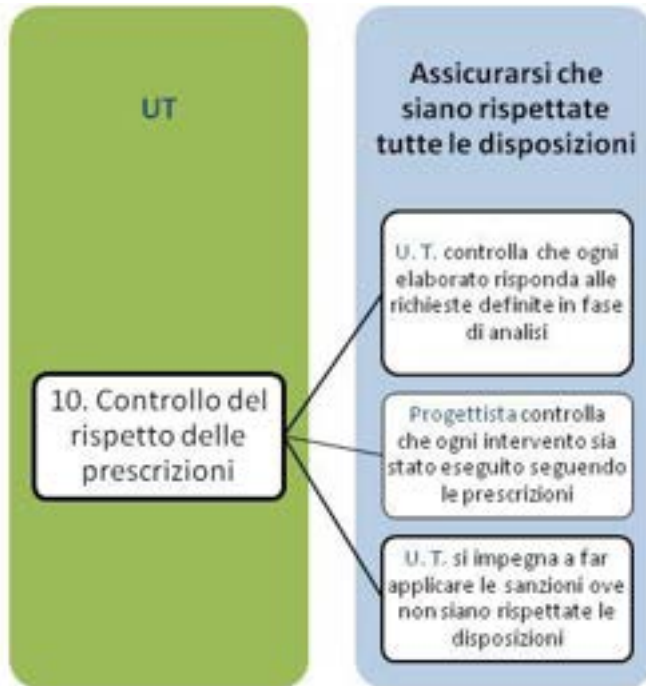 UT
10. Controllo del
rispetto delle
prescrizioni
Assicurarsi che
siano rispettate
tutte le disposizioni
U. T. controlla che ogni
elaborato risponda alle
richieste definite in fase
di analisi
Progettista controlla
che ogni intervento sia
stato eseguito seguendo
le prescrizioni
U. T. si impegna a far
applicare le sanzioni ove
non siano rispettate le
disposizioni